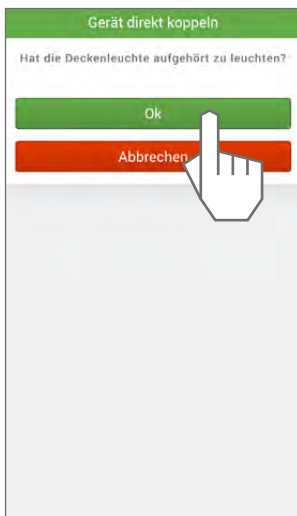 Gerät direkt koppeln
Hat die Deckenleuchte aufgehört zu leuchten?
Ok
Abbrechen